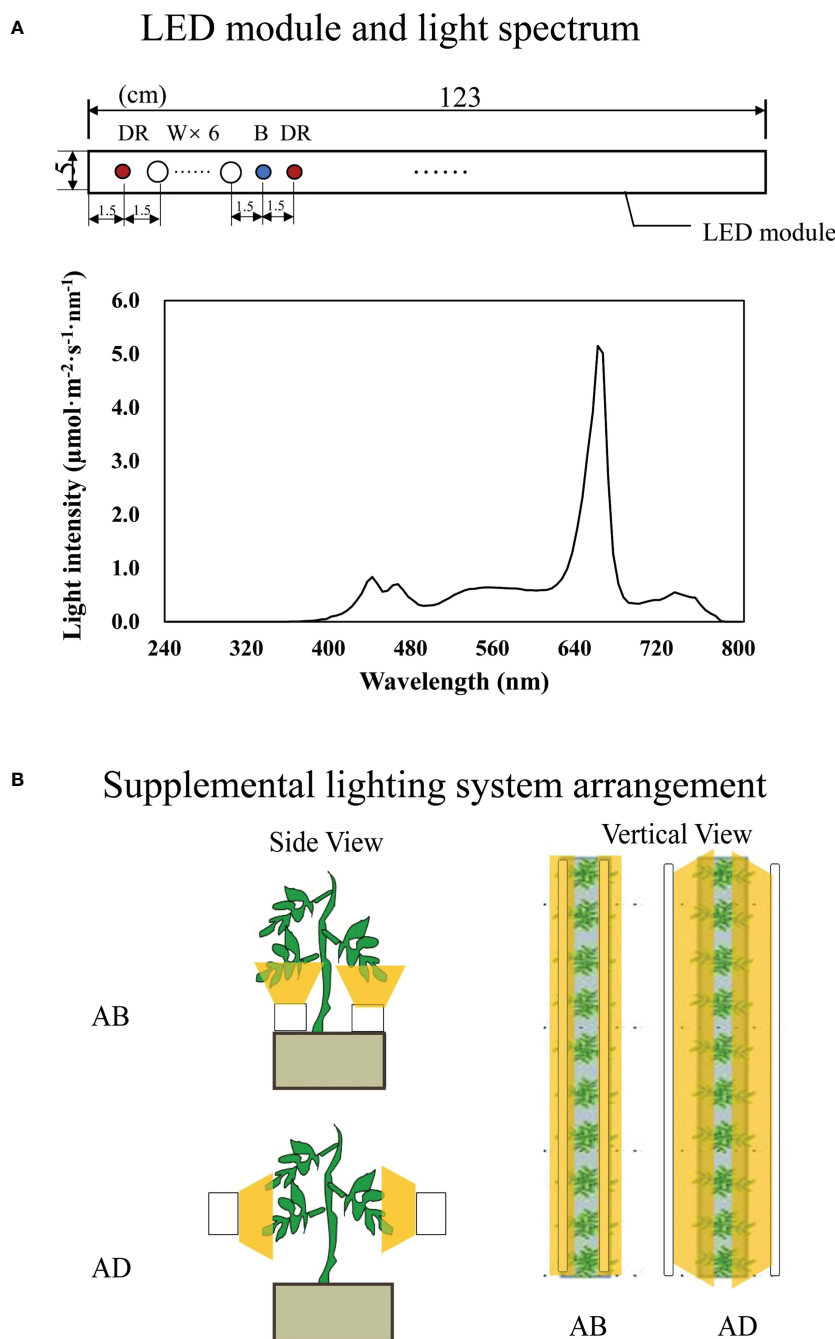 A
LED module and light spectrum
(cm) 123
DR W× 6 B DR
5
...... ......
1.5 1.5 1.5 1.5
LED module
Light intensity (μmol·m⁻²·s⁻¹·nm⁻¹)
6.0
5.0
4.0
3.0
2.0
1.0
0.0
240 320 400 480 560 640 720 800
Wavelength (nm)
B
Supplemental lighting system arrangement
Side View Vertical View
AB
AD
AB AD